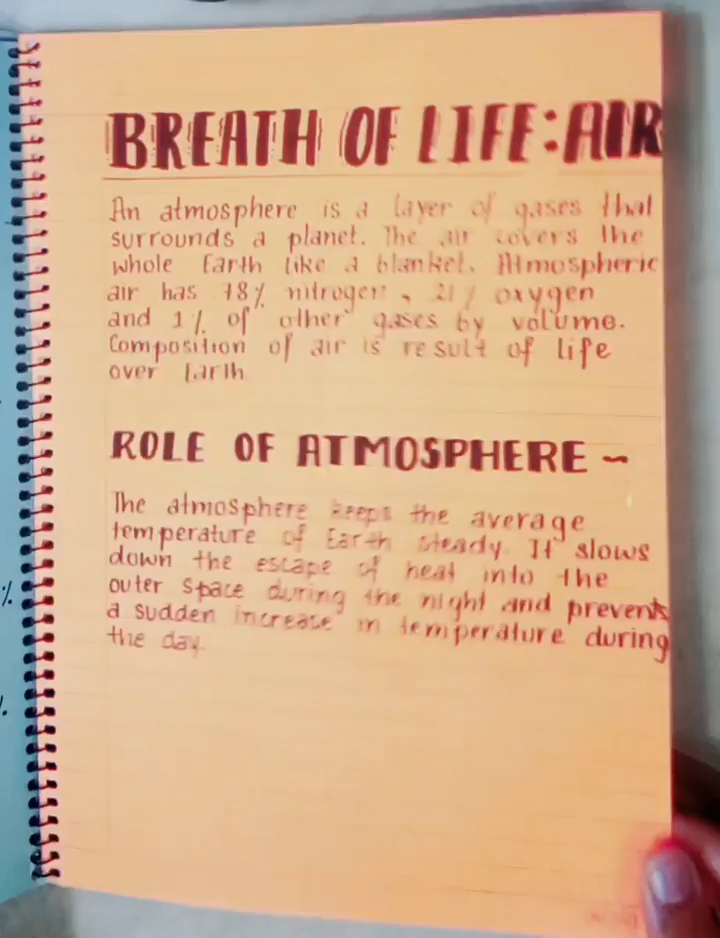 BREATH OF LIFE: AIR
An atmosphere is a layer of gases that
surrounds a planet. The air covers the
whole Earth like a blanket. Atmospheric
air has 78% nitrogen, 21% oxygen
and 1% of other gases by volume.
Composition of air is result of life
over Earth
ROLE OF ATMOSPHERE ~
The atmosphere keeps the average
temperature of Earth steady. It slows
down the escape of heat into the
outer space during the night and prevents
a sudden increase in temperature during
the day.